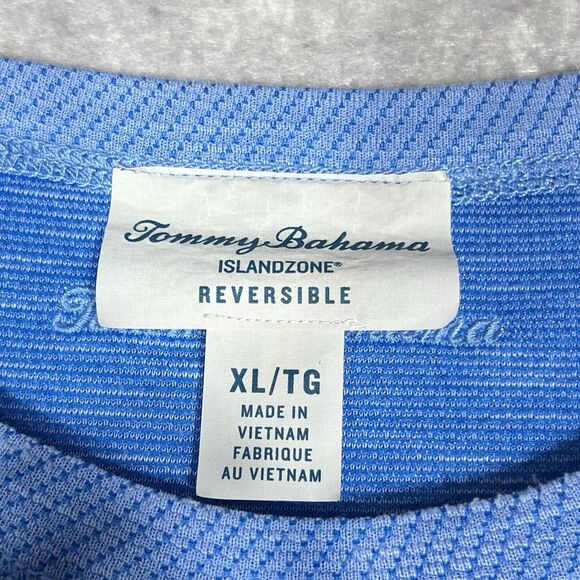 Tommy Bahama
ISLANDZONE®
REVERSIBLE
XL/TG
MADE IN
VIETNAM
FABRIQUE
AU VIETNAM